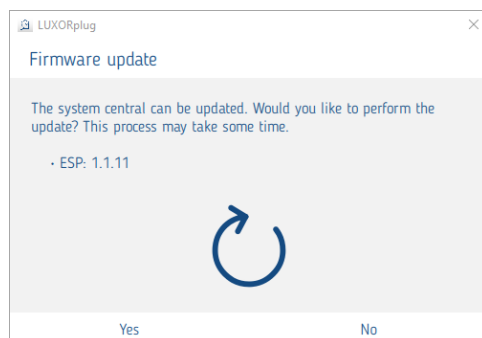 LUXORplug
Firmware update
The system central can be updated. Would you like to perform the
update? This process may take some time.
• ESP: 1.1.11
Yes No